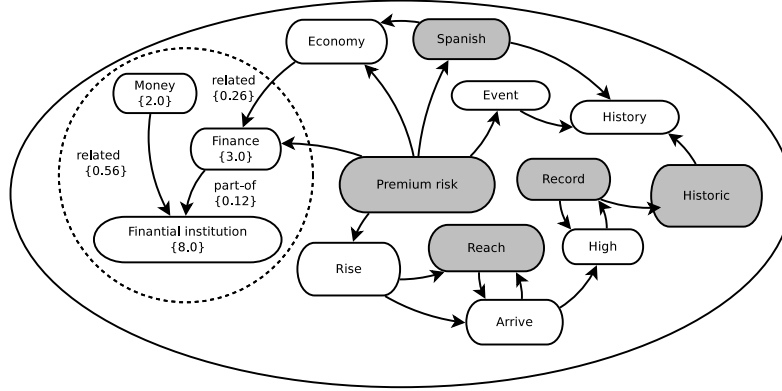 Economy
Spanish
related
{0.26}
Money
{2.0}
Event
History
Finance
{3.0}
related
{0.56}
Premium risk
Record
Historic
part-of
{0.12}
Finantial institution
{8.0}
Reach
High
Rise
Arrive